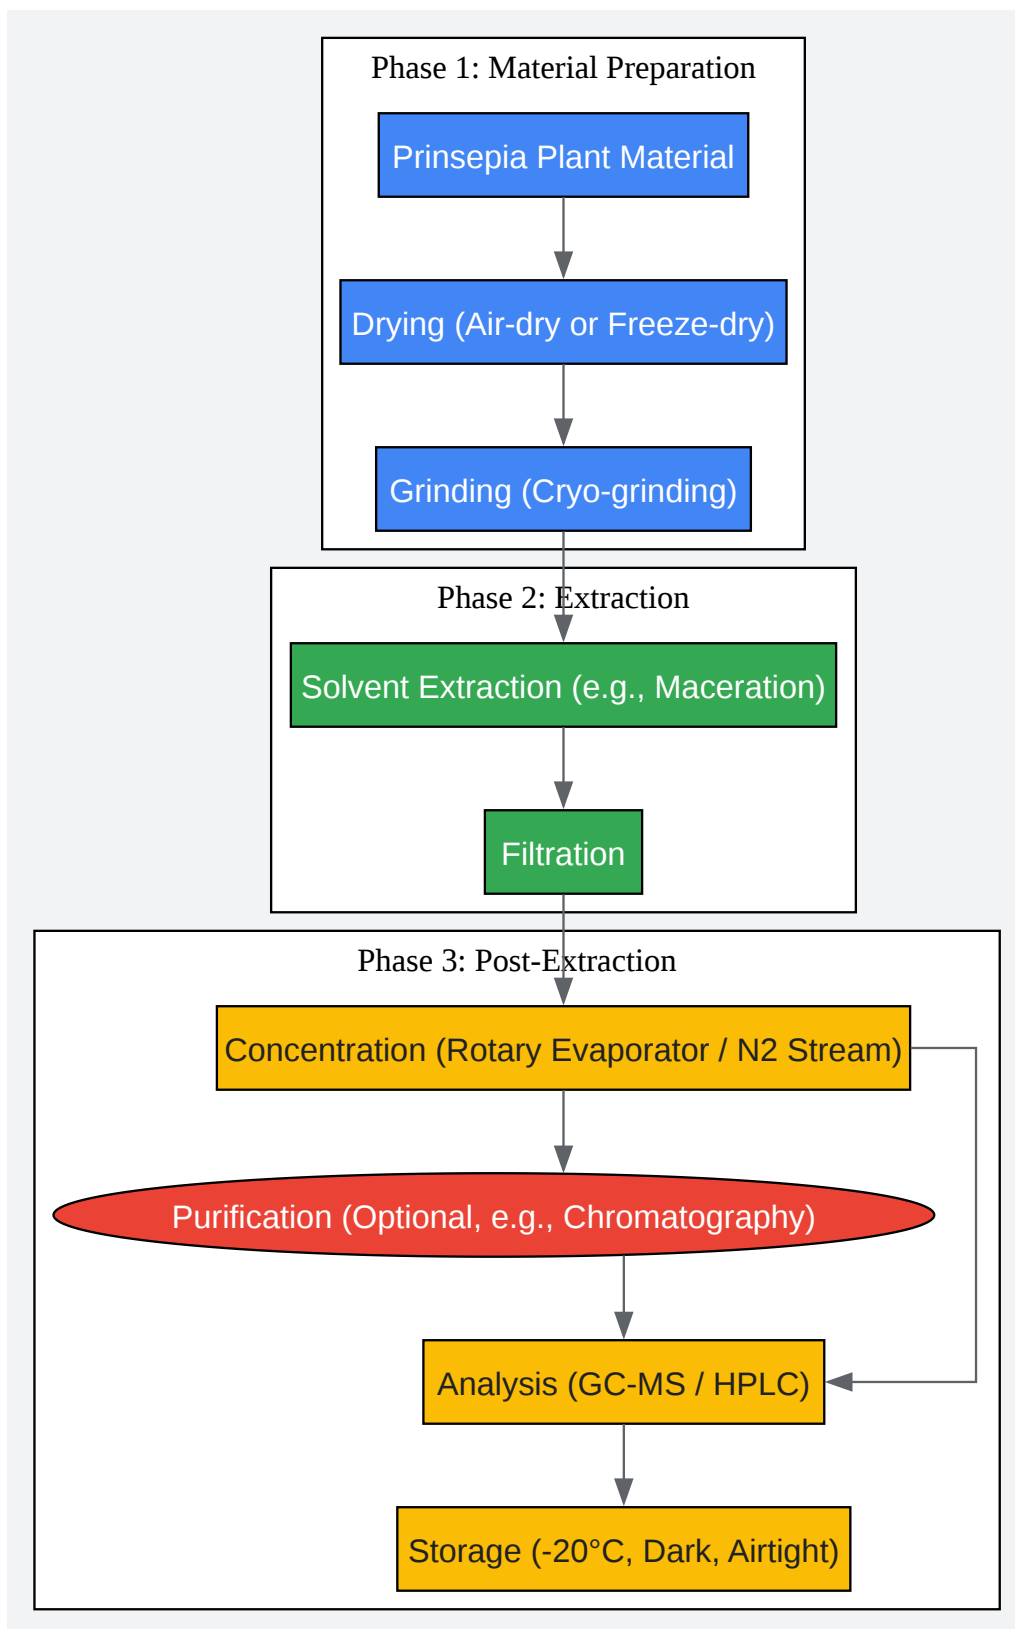 Phase 1: Material Preparation
Prinsepia Plant Material
Drying (Air-dry or Freeze-dry)
Grinding (Cryo-grinding)
Phase 2: Extraction
Solvent Extraction (e.g., Maceration)
Filtration
Phase 3: Post-Extraction
Concentration (Rotary Evaporator / N2 Stream)
Purification (Optional, e.g., Chromatography)
Analysis (GC-MS / HPLC)
Storage (-20°C, Dark, Airtight)